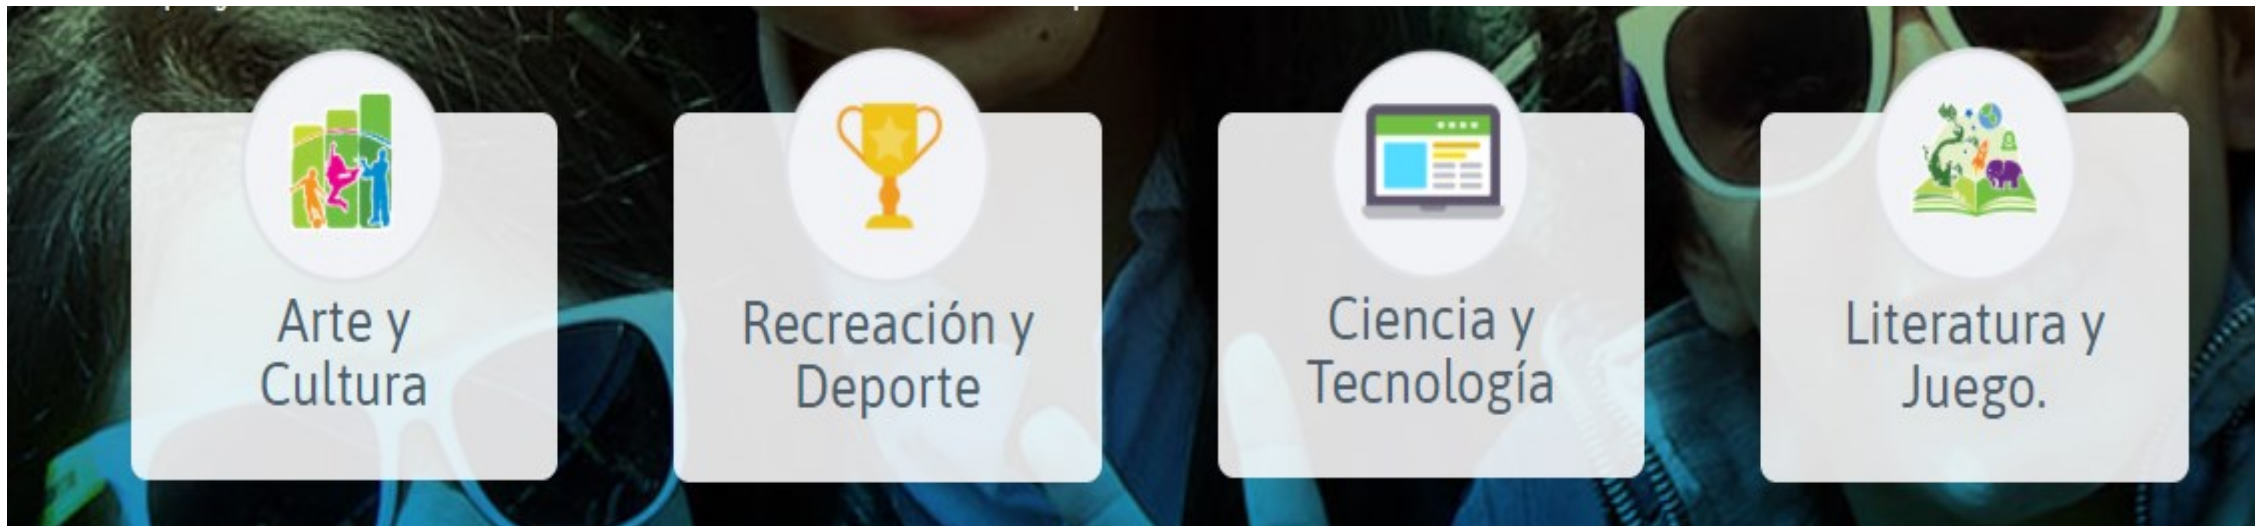 Arte y
Cultura
Recreación y
Deporte
Ciencia y
Tecnología
Literatura y
Juego.